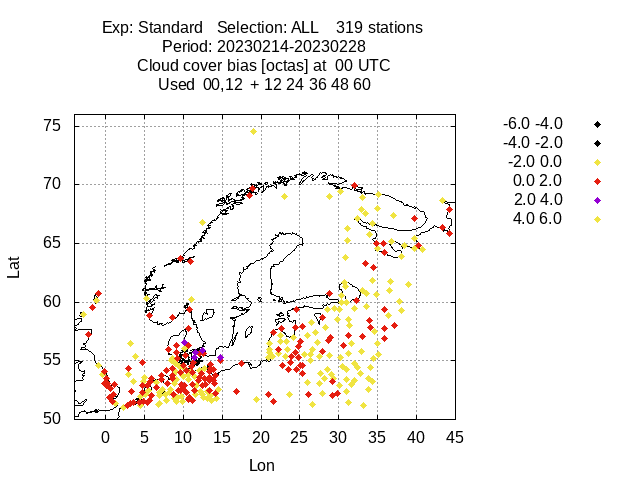 Exp: Standard Selection: ALL 319 stations
Period: 20230214-20230228
Cloud cover bias [octas] at 00 UTC
Used 00,12 + 12 24 36 48 60
-6.0 -4.0
-4.0 -2.0
-2.0 0.0
0.0 2.0
2.0 4.0
4.0 6.0
75
70
65
60
55
50
Lat
0 5 10 15 20 25 30 35 40 45
Lon